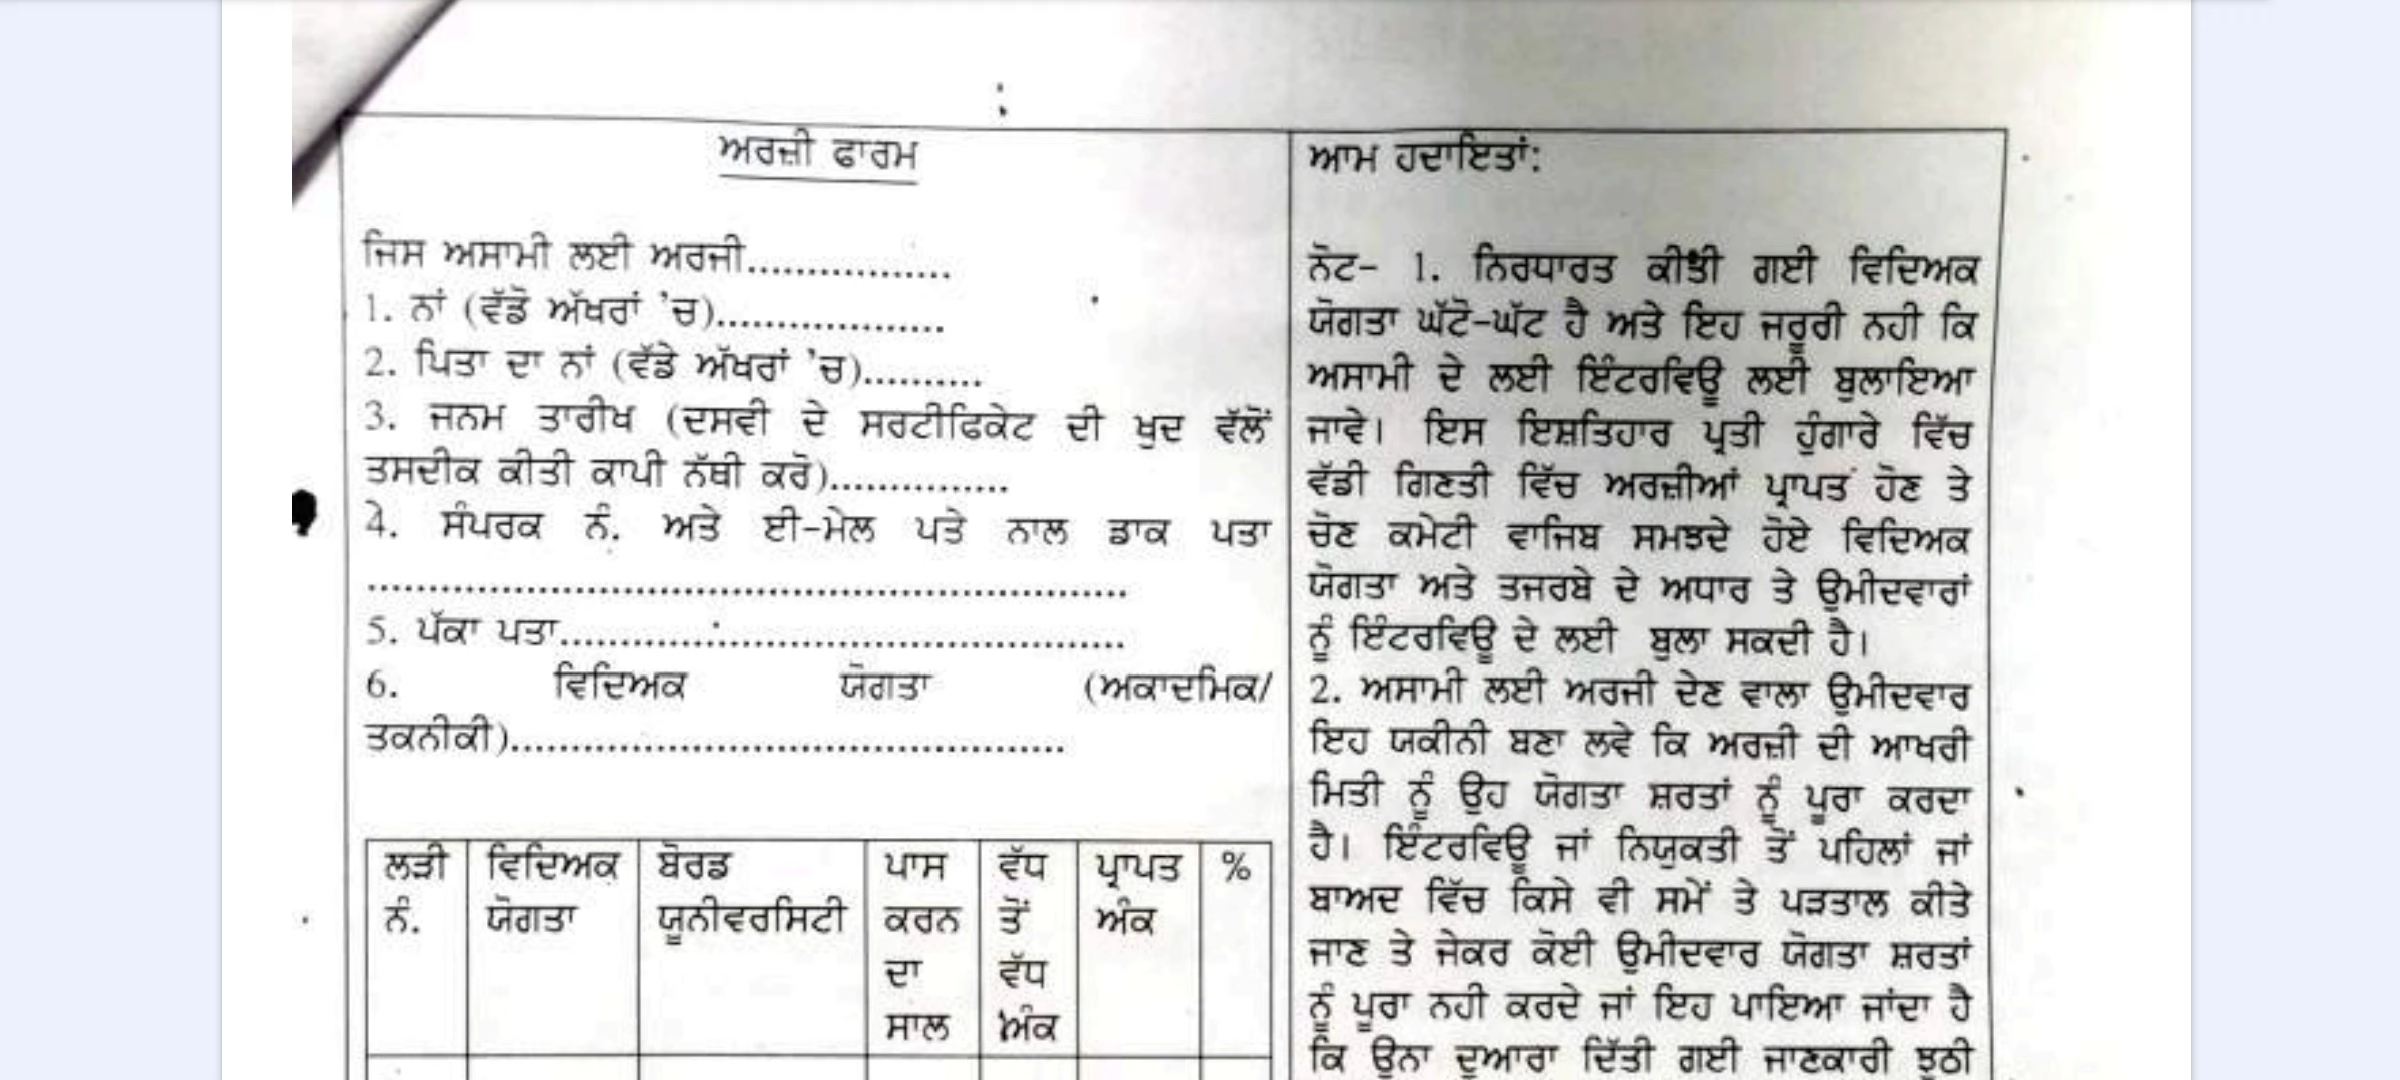 ਅਰਜ਼ੀ ਫਾਰਮ
ਜਿਸ ਅਸਾਮੀ ਲਈ ਅਰਜੀ.................
1. ਨਾਂ (ਵੱਡੇ ਅੱਖਰਾਂ 'ਚ)...................
2. ਪਿਤਾ ਦਾ ਨਾਂ (ਵੱਡੇ ਅੱਖਰਾਂ 'ਚ)..........
3. ਜਨਮ ਤਾਰੀਖ (ਦਸਵੀ ਦੇ ਸਰਟੀਫਿਕੇਟ ਦੀ ਖੁਦ ਵੱਲੋਂ
ਤਸਦੀਕ ਕੀਤੀ ਕਾਪੀ ਨੱਥੀ ਕਰੋ)...............
4. ਸੰਪਰਕ ਨੰ. ਅਤੇ ਈ-ਮੇਲ ਪਤੇ ਨਾਲ ਡਾਕ ਪਤਾ
................................................................
5. ਪੱਕਾ ਪਤਾ................................................
6. ਵਿਦਿਅਕ ਯੋਗਤਾ (ਅਕਾਦਮਿਕ/
ਤਕਨੀਕੀ)...............................................
ਲੜੀ ਵਿਦਿਅਕ ਬੋਰਡ ਪਾਸ ਵੱਧ ਪ੍ਰਾਪਤ %
ਨੰ. ਯੋਗਤਾ ਯੂਨੀਵਰਸਿਟੀ ਕਰਨ ਤੋਂ ਅੰਕ
ਦਾ ਵੱਧ
ਸਾਲ ਅੰਕ
ਆਮ ਹਦਾਇਤਾਂ:
ਨੋਟ- 1. ਨਿਰਧਾਰਤ ਕੀਤੀ ਗਈ ਵਿਦਿਅਕ
ਯੋਗਤਾ ਘੱਟੋ-ਘੱਟ ਹੈ ਅਤੇ ਇਹ ਜਰੂਰੀ ਨਹੀ ਕਿ
ਅਸਾਮੀ ਦੇ ਲਈ ਇੰਟਰਵਿਊ ਲਈ ਬੁਲਾਇਆ
ਜਾਵੇ। ਇਸ ਇਸ਼ਤਿਹਾਰ ਪ੍ਰਤੀ ਹੁੰਗਾਰੇ ਵਿੱਚ
ਵੱਡੀ ਗਿਣਤੀ ਵਿੱਚ ਅਰਜ਼ੀਆਂ ਪ੍ਰਾਪਤ ਹੋਣ ਤੇ
ਚੋਣ ਕਮੇਟੀ ਵਾਜਿਬ ਸਮਝਦੇ ਹੋਏ ਵਿਦਿਅਕ
ਯੋਗਤਾ ਅਤੇ ਤਜਰਬੇ ਦੇ ਅਧਾਰ ਤੇ ਉਮੀਦਵਾਰਾਂ
ਨੂੰ ਇੰਟਰਵਿਊ ਦੇ ਲਈ ਬੁਲਾ ਸਕਦੀ ਹੈ।
2. ਅਸਾਮੀ ਲਈ ਅਰਜੀ ਦੇਣ ਵਾਲਾ ਉਮੀਦਵਾਰ
ਇਹ ਯਕੀਨੀ ਬਣਾ ਲਵੇ ਕਿ ਅਰਜ਼ੀ ਦੀ ਆਖਰੀ
ਮਿਤੀ ਨੂੰ ਉਹ ਯੋਗਤਾ ਸ਼ਰਤਾਂ ਨੂੰ ਪੂਰਾ ਕਰਦਾ
ਹੈ। ਇੰਟਰਵਿਊ ਜਾਂ ਨਿਯੁਕਤੀ ਤੋਂ ਪਹਿਲਾਂ ਜਾਂ
ਬਾਅਦ ਵਿੱਚ ਕਿਸੇ ਵੀ ਸਮੇਂ ਤੇ ਪੜਤਾਲ ਕੀਤੇ
ਜਾਣ ਤੇ ਜੇਕਰ ਕੋਈ ਉਮੀਦਵਾਰ ਯੋਗਤਾ ਸ਼ਰਤਾਂ
ਨੂੰ ਪੂਰਾ ਨਹੀ ਕਰਦੇ ਜਾਂ ਇਹ ਪਾਇਆ ਜਾਂਦਾ ਹੈ
ਕਿ ਉਨਾ ਦੁਆਰਾ ਦਿੱਤੀ ਗਈ ਜਾਣਕਾਰੀ ਝੂਠੀ